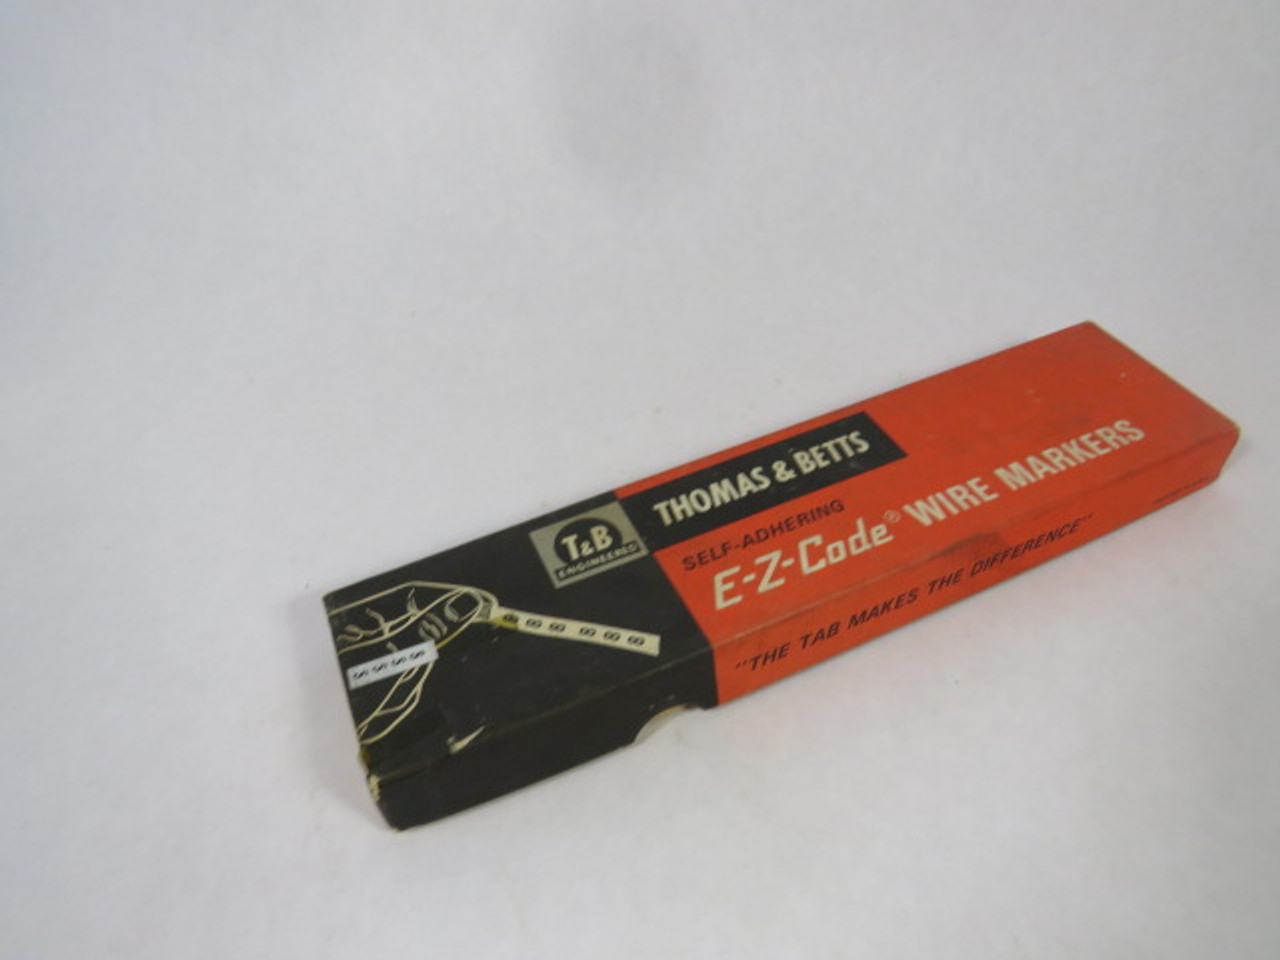 T&B
ENGINEERED
THOMAS & BETTS
SELF-ADHERING
E-Z-Code® WIRE MARKERS
"THE TAB MAKES THE DIFFERENCE"